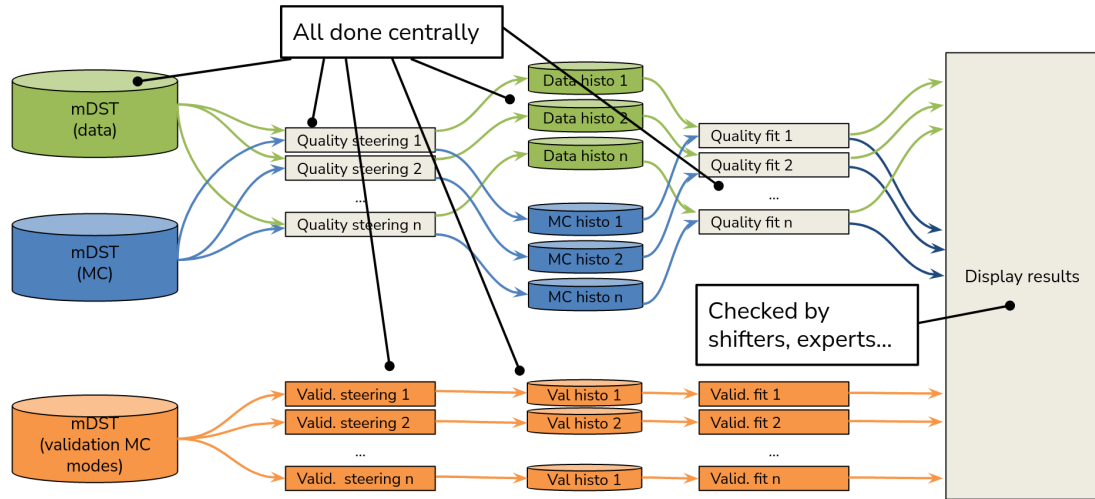 All done centrally
mDST
(data)
Quality steering 1
Quality steering 2
...
Quality steering n
Data histo 1
Data histo 2
Data histo n
Quality fit 1
Quality fit 2
...
Quality fit n
mDST
(MC)
MC histo 1
MC histo 2
MC histo n
Display results
Checked by
shifters, experts...
mDST
(validation MC
modes)
Valid. steering 1
Valid. steering 2
...
Valid. steering n
Val histo 1
Val histo 2
Val histo 1
Valid. fit 1
Valid. fit 2
...
Valid. fit n